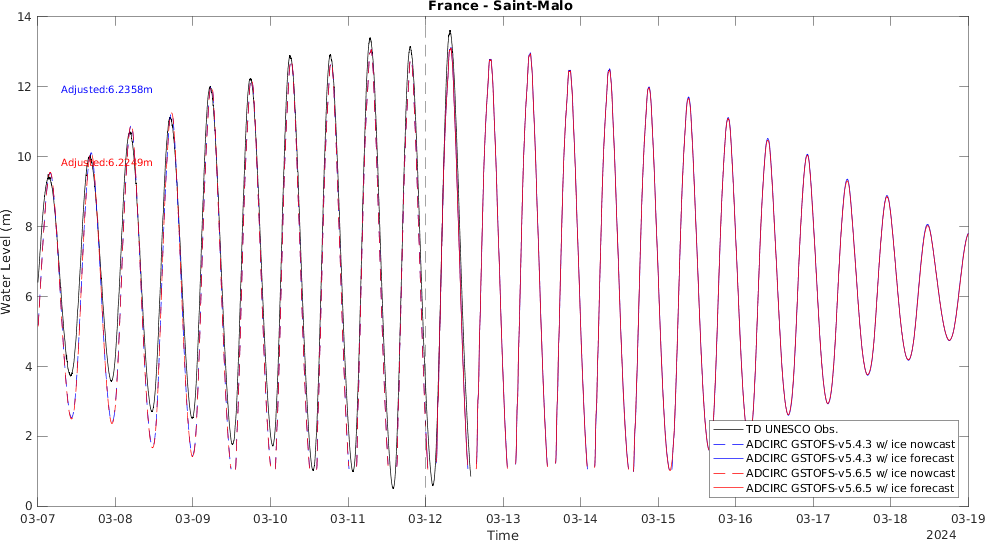 France - Saint-Malo
14
12
10
8
6
4
2
0
Water Level (m)
Adjusted:6.2358m
Adjusted:6.2249m
TD UNESCO Obs.
ADCIRC GSTOFS-v5.4.3 w/ ice nowcast
ADCIRC GSTOFS-v5.4.3 w/ ice forecast
ADCIRC GSTOFS-v5.6.5 w/ ice nowcast
ADCIRC GSTOFS-v5.6.5 w/ ice forecast
03-07 03-08 03-09 03-10 03-11 03-12 03-13 03-14 03-15 03-16 03-17 03-18 03-19
Time
2024